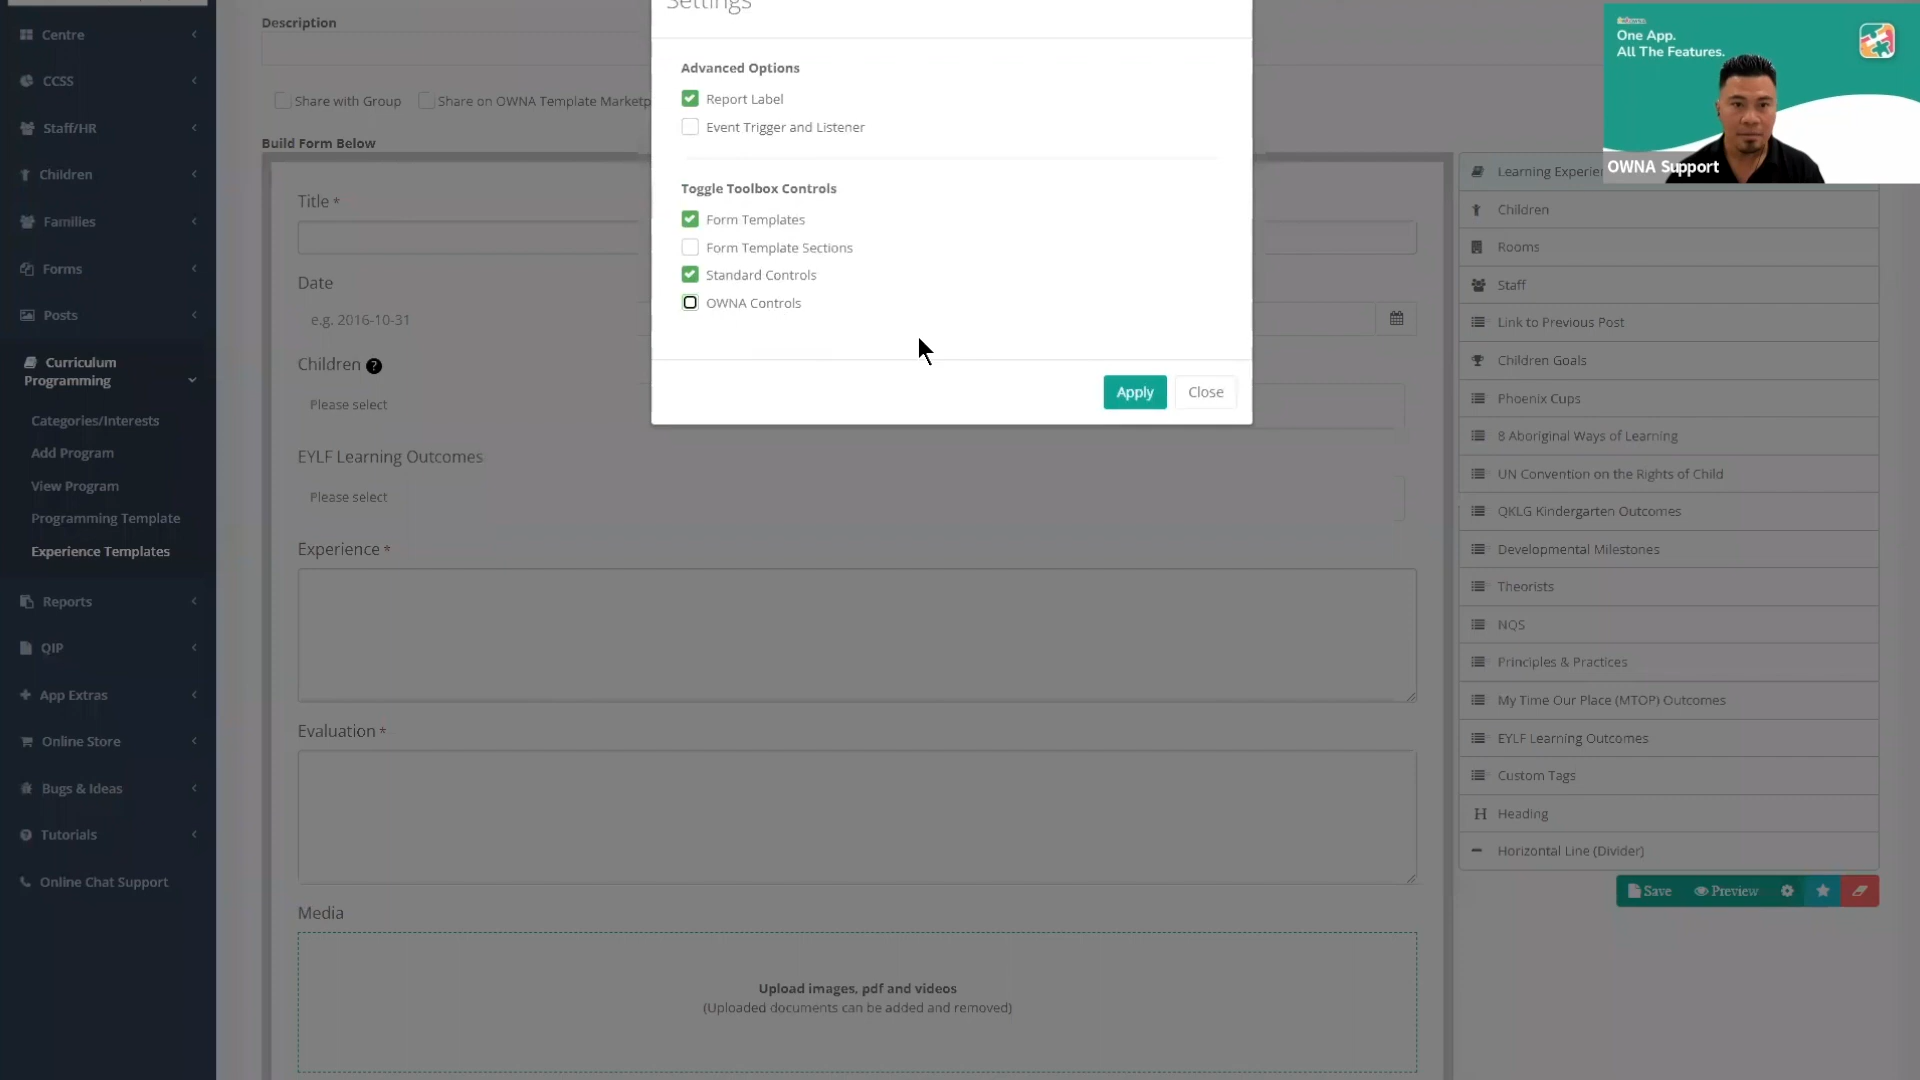 Settings
Description
Share with Group
Share on OWNA Template Marketp
Build Form Below
Centre
CCSS
Staff/HR
Children
Families
Forms
Posts
Curriculum
Programming
Categories/Interests
Add Program
View Program
Programming Template
Experience Templates
Reports
QIP
App Extras
Online Store
Bugs & Ideas
Tutorials
Online Chat Support
Title *
Date
e.g. 2016-10-31
Children ?
Please select
EYLF Learning Outcomes
Please select
Experience *
Evaluation *
Media
Upload images, pdf and videos
(Uploaded documents can be added and removed)
Advanced Options
Report Label
Event Trigger and Listener
Toggle Toolbox Controls
Form Templates
Form Template Sections
Standard Controls
OWNA Controls
Apply
Close
One App.
All The Features.
OWNA Support
Learning Experie
Children
Rooms
Staff
Link to Previous Post
Children Goals
Phoenix Cups
8 Aboriginal Ways of Learning
UN Convention on the Rights of Child
QKLG Kindergarten Outcomes
Developmental Milestones
Theorists
NQS
Principles & Practices
My Time Our Place (MTOP) Outcomes
EYLF Learning Outcomes
Custom Tags
H Heading
Horizontal Line (Divider)
Save
Preview